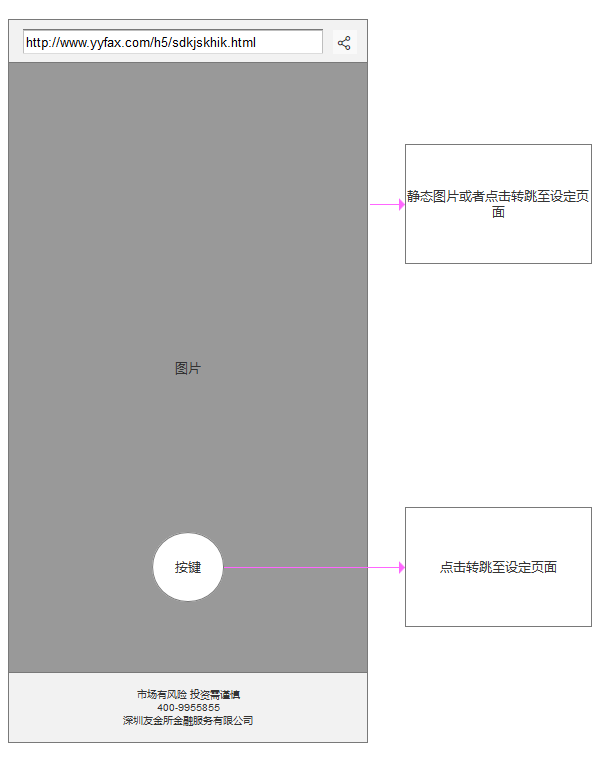 http://www.yyfax.com/h5/sdkjskhik.html
静态图片或者点击转跳至设定页
面
图片
按键
点击转跳至设定页面
市场有风险 投资需谨慎
400-9955855
深圳友金所金融服务有限公司